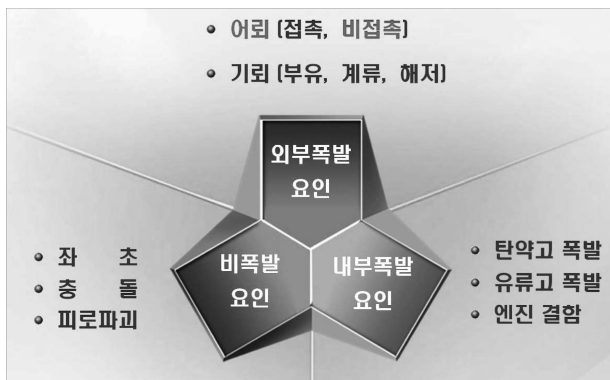 어뢰 (접촉, 비접촉)
기뢰 (부유, 계류, 해저)
외부폭발
요인
비폭발
요인
내부폭발
요인
좌 초
충 돌
피로파괴
탄약고 폭발
유류고 폭발
엔진 결함